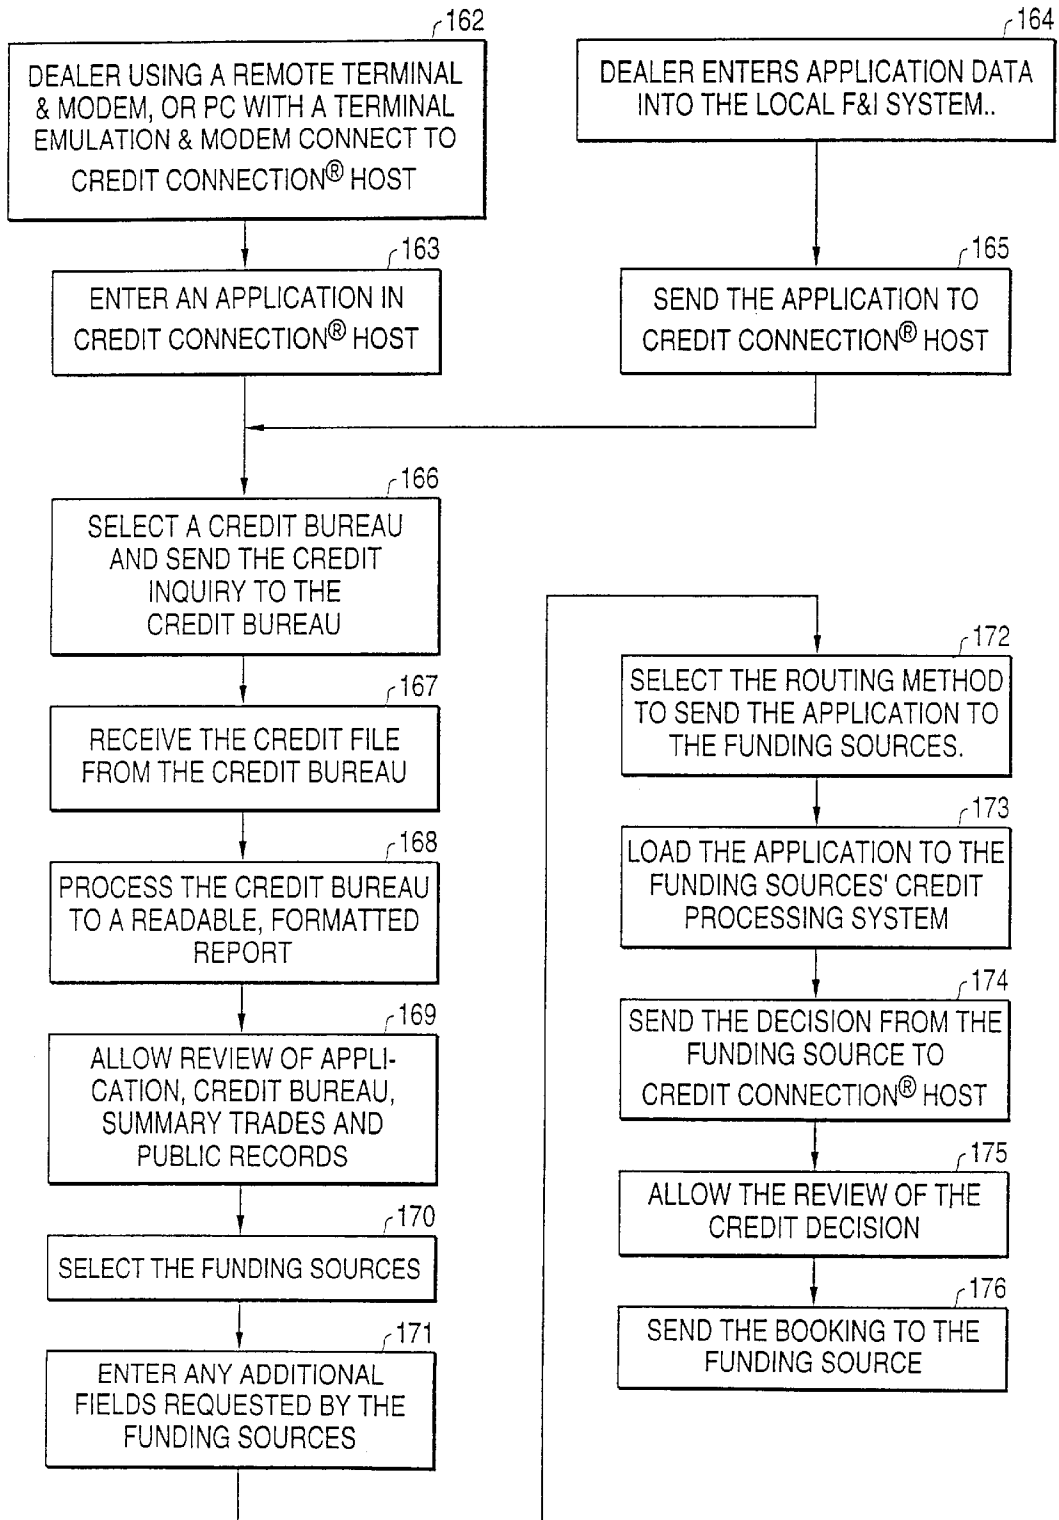 162
DEALER USING A REMOTE TERMINAL
& MODEM, OR PC WITH A TERMINAL
EMULATION & MODEM CONNECT TO
CREDIT CONNECTION® HOST
164
DEALER ENTERS APPLICATION DATA
INTO THE LOCAL F&I SYSTEM..
163
ENTER AN APPLICATION IN
CREDIT CONNECTION® HOST
165
SEND THE APPLICATION TO
CREDIT CONNECTION® HOST
166
SELECT A CREDIT BUREAU
AND SEND THE CREDIT
INQUIRY TO THE
CREDIT BUREAU
167
RECEIVE THE CREDIT FILE
FROM THE CREDIT BUREAU
168
PROCESS THE CREDIT BUREAU
TO A READABLE, FORMATTED
REPORT
169
ALLOW REVIEW OF APPLI-
CATION, CREDIT BUREAU,
SUMMARY TRADES AND
PUBLIC RECORDS
170
SELECT THE FUNDING SOURCES
171
ENTER ANY ADDITIONAL
FIELDS REQUESTED BY THE
FUNDING SOURCES
172
SELECT THE ROUTING METHOD
TO SEND THE APPLICATION TO
THE FUNDING SOURCES.
173
LOAD THE APPLICATION TO THE
FUNDING SOURCES' CREDIT
PROCESSING SYSTEM
174
SEND THE DECISION FROM THE
FUNDING SOURCE TO
CREDIT CONNECTION® HOST
175
ALLOW THE REVIEW OF THE
CREDIT DECISION
176
SEND THE BOOKING TO THE
FUNDING SOURCE